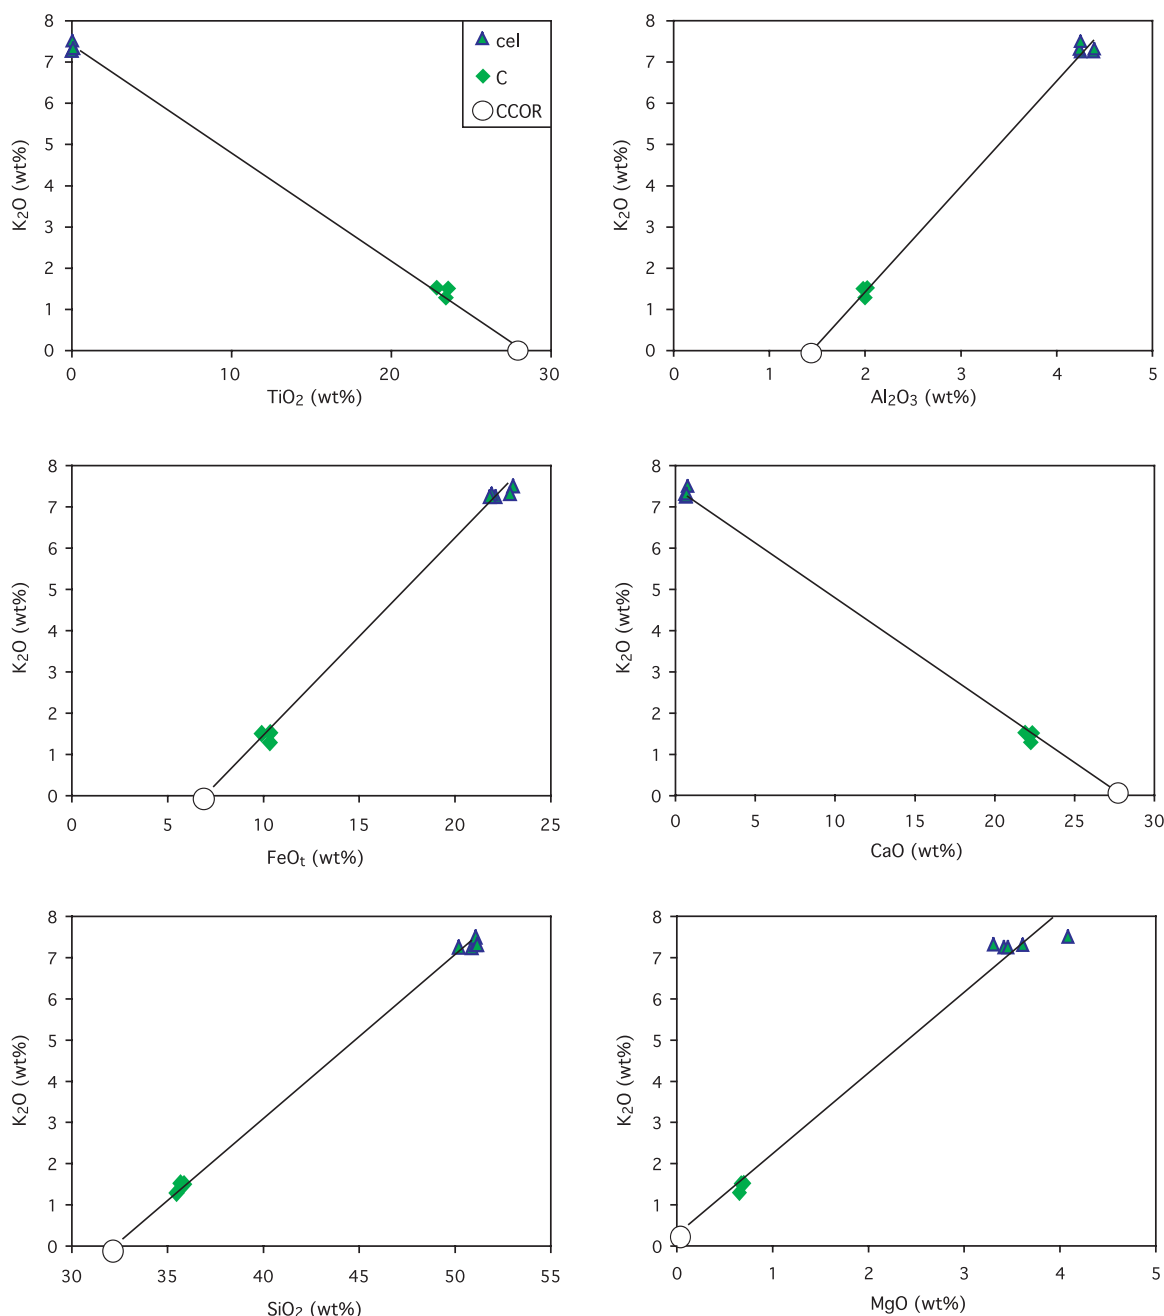 8
7
6
5
4
3
2
1
0
K₂O (wt%)
0 10 20 30
TiO₂ (wt%)
cel
C
CCOR
8
7
6
5
4
3
2
1
0
K₂O (wt%)
0 1 2 3 4 5
Al₂O₃ (wt%)
8
7
6
5
4
3
2
1
0
K₂O (wt%)
0 5 10 15 20 25
FeOₜ (wt%)
8
7
6
5
4
3
2
1
0
K₂O (wt%)
0 5 10 15 20 25 30
CaO (wt%)
8
7
6
5
4
3
2
1
0
K₂O (wt%)
30 35 40 45 50 55
SiO₂ (wt%)
8
7
6
5
4
3
2
1
0
K₂O (wt%)
0 1 2 3 4 5
MgO (wt%)